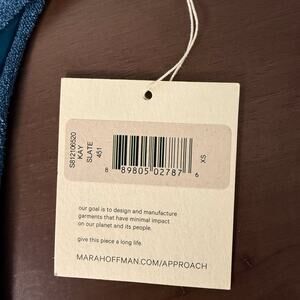 S812106520
KAY
SLATE
451
XS
8 89805 02787 6
our goal is to design and manufacture
garments that have minimal impact
on our planet and its people.
give this piece a long life.
MARAHOFFMAN.COM/APPROACH